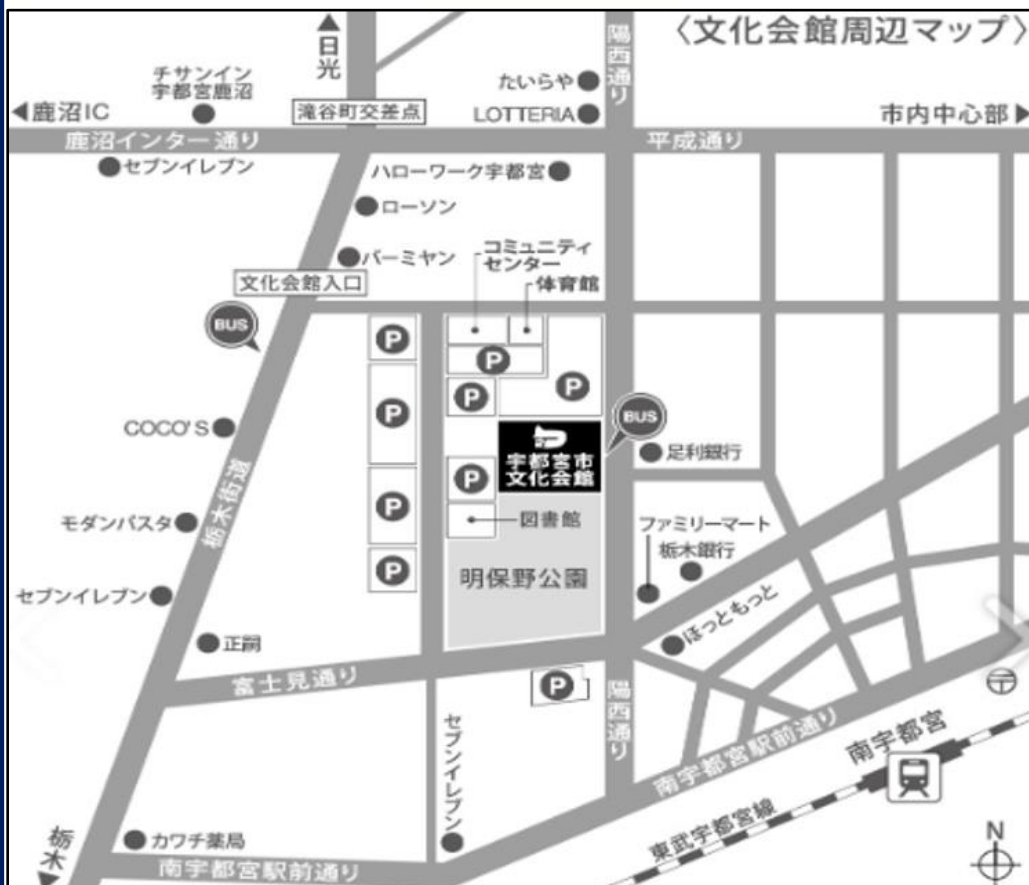 〈文化会館周辺マップ〉
▲日光
陽西通り
チサンイン
宇都宮鹿沼
たいらや
◀鹿沼IC
滝谷町交差点
LOTTERIA
市内中心部▶
鹿沼インター通り
平成通り
セブンイレブン
ハローワーク宇都宮
ローソン
バーミヤン
コミュニティ
センター
文化会館入口
体育館
BUS
P
P
P
P
P
BUS
COCO'S
宇都宮市
文化会館
足利銀行
P
栃木街道
モダンパスタ
P
図書館
ファミリーマート
栃木銀行
明保野公園
P
セブンイレブン
ほっともっと
正嗣
富士見通り
P
陽西通り
セブンイレブン
南宇都宮駅前通り
南宇都宮
東武宇都宮線
栃木▼
カワチ薬局
南宇都宮駅前通り
N